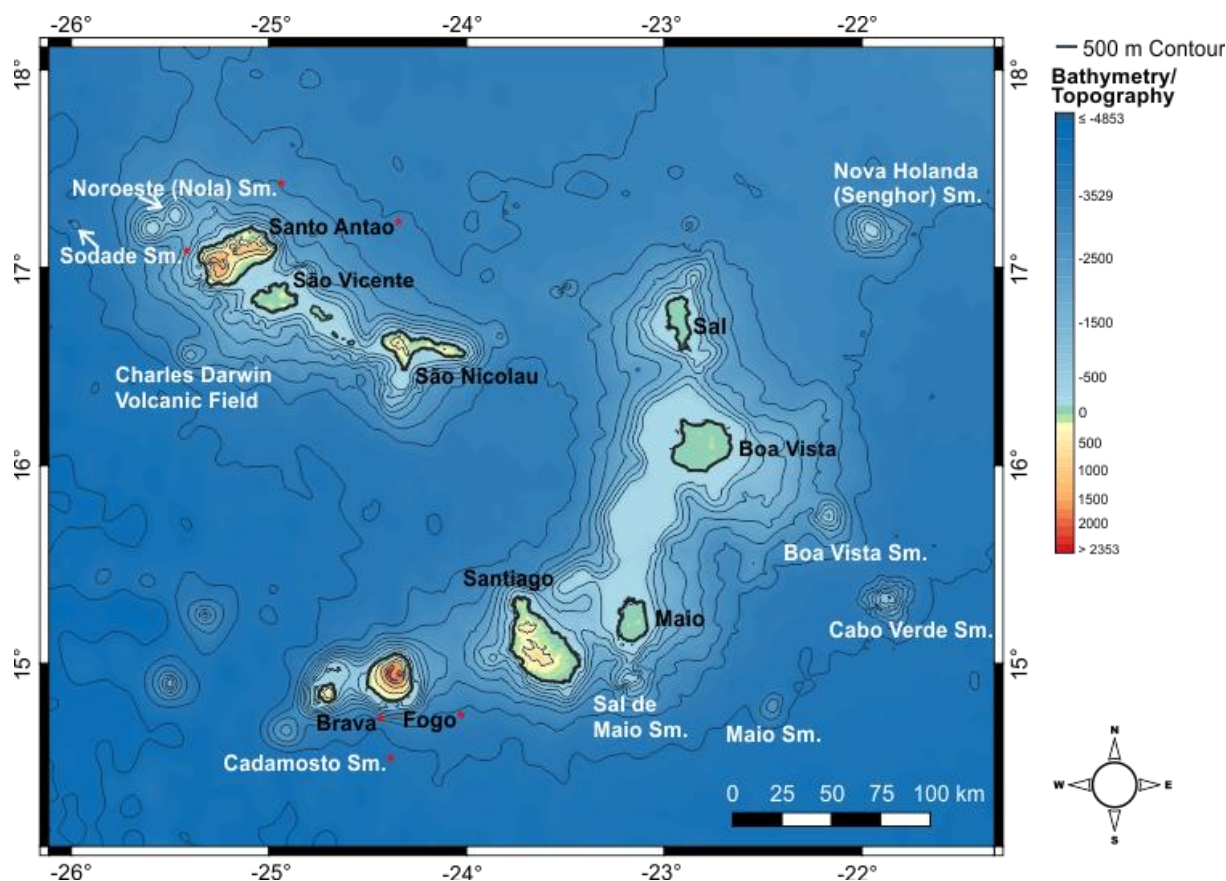 -26° -25° -24° -23° -22°
18° 18°
17° 17°
16° 16°
15° 15°
Noroeste (Nola) Sm.*
Sodade Sm.*
Santo Antao*
São Vicente
São Nicolau
Charles Darwin
Volcanic Field
Nova Holanda
(Senghor) Sm.
Sal
Boa Vista
Boa Vista Sm.
Santiago
Maio
Cabo Verde Sm.
Sal de
Maio Sm.
Maio Sm.
Brava*
Fogo*
Cadamosto Sm.*
0 25 50 75 100 km
-26° -25° -24° -23° -22°
500 m Contour
Bathymetry/
Topography
≤ -4853
-3529
-2500
-1500
-500
0
500
1000
1500
2000
> 2353
N
W E
S